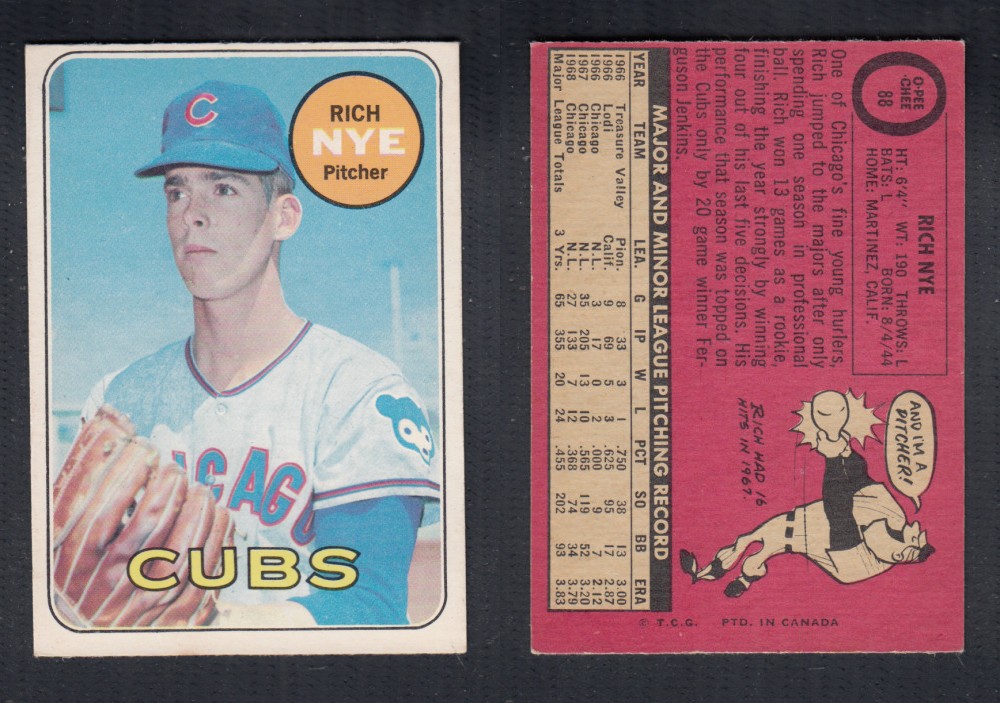 C
RICH
NYE
Pitcher
CHICAGO
CUBS
O-PEE
-CHEE
88
RICH NYE
HT: 6'4" WT: 190 THROWS: L
BATS: L BORN: 8/4/44
HOME: MARTINEZ, CALIF.
One of Chicago's fine young hurlers,
Rich jumped to the majors after only
spending one season in professional
ball. Rich won 13 games as a rookie,
finishing the year strongly by winning
four out of his last five decisions. His
performance that season was topped on
the Cubs only by 20 game winner Fer-
guson Jenkins.
AND I'M A
PITCHER!
RICH HAD 16
HITS IN 1967.
MAJOR AND MINOR LEAGUE PITCHING RECORD
YEAR TEAM LEA. G IP W L PCT SO BB ERA
1966 Treasure Valley Pion 8 33 3 1 .750 38 13 3.00
1966 Lodi Calif. 9 69 5 3 .625 95 17 2.87
1966 Chicago N.L. 3 17 0 2 .000 9 7 2.12
1967 Chicago N.L. 35 205 13 10 .565 119 52 3.20
1968 Chicago N.L. 27 133 7 12 .368 74 34 3.79
Major League Totals 3 Yrs. 65 355 20 24 .455 202 93 3.83
© T.C.G. PTD. IN CANADA